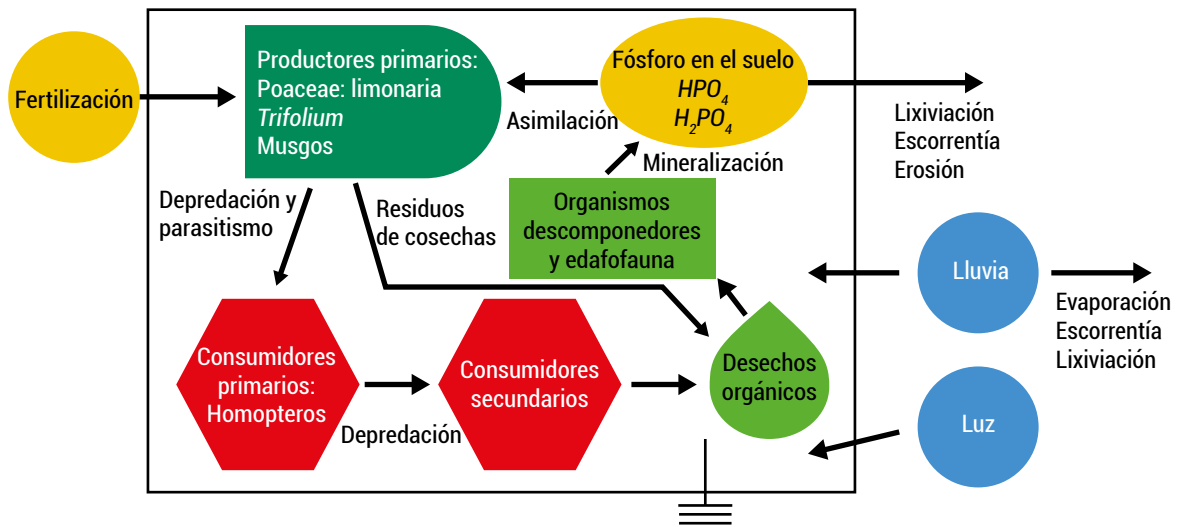 Fertilización
Productores primarios:
Poaceae: limonaria
Trifolium
Musgos
Asimilación
Fósforo en el suelo
HPO₄
H₂PO₄
Lixiviación
Escorrentía
Erosión
Mineralización
Depredación y
parasitismo
Residuos
de cosechas
Organismos
descomponedores
y edafofauna
Lluvia
Evaporación
Escorrentía
Lixiviación
Consumidores
primarios:
Homopteros
Depredación
Consumidores
secundarios
Desechos
orgánicos
Luz